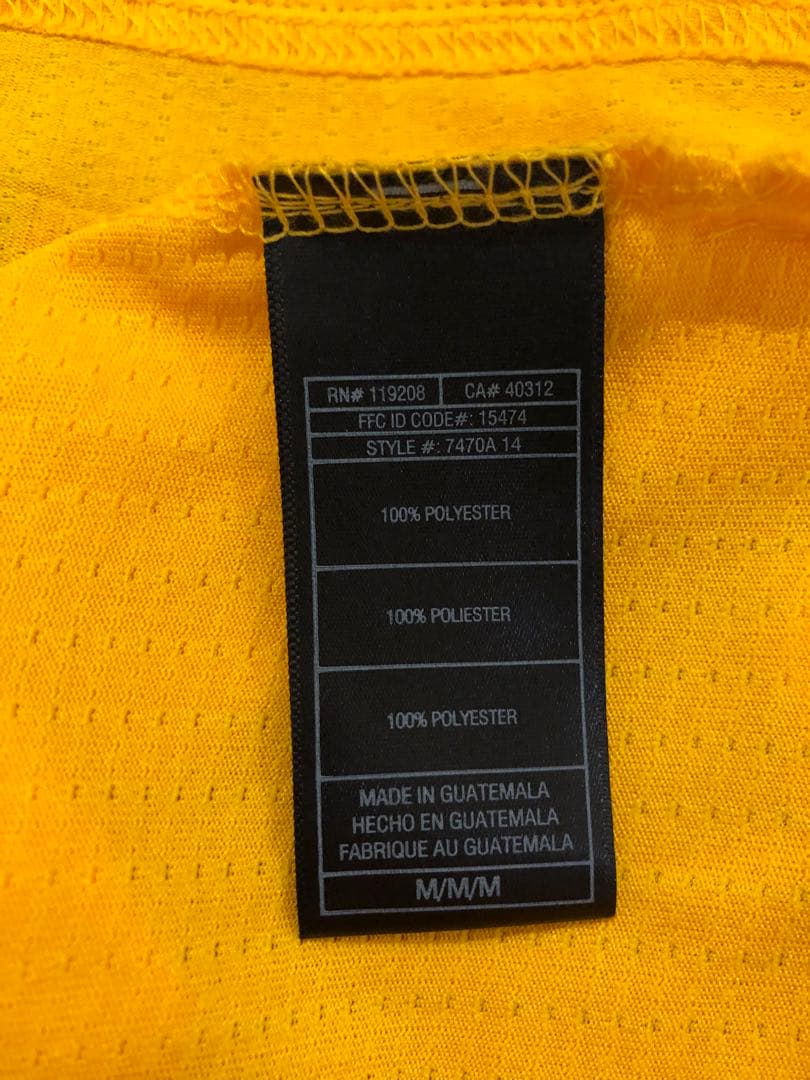 RN# 119208 CA# 40312
FFC ID CODE#: 15474
STYLE #: 7470A 14
100% POLYESTER
100% POLIESTER
100% POLYESTER
MADE IN GUATEMALA
HECHO EN GUATEMALA
FABRIQUE AU GUATEMALA
M/M/M